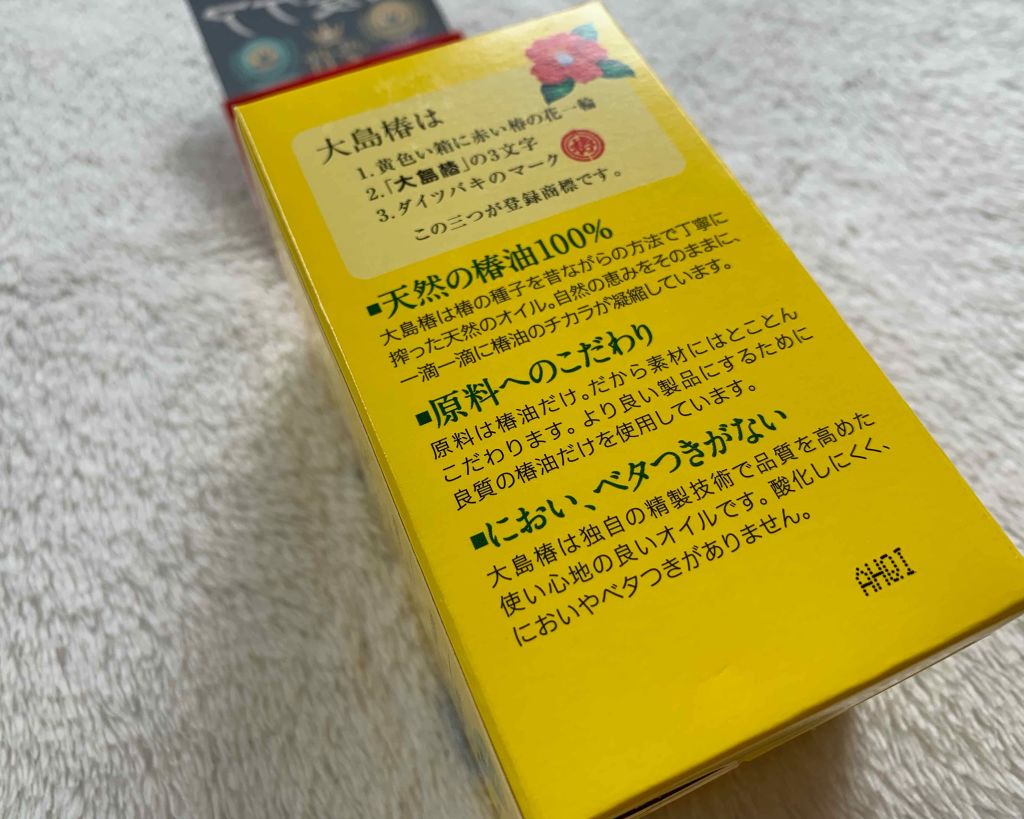 大島椿は
1.黄色い箱に赤い椿の花一輪
2.「大島椿」の3文字
3.ダイツバキのマーク 椿
この三つが登録商標です。
■天然の椿油100%
大島椿は椿の種子を昔ながらの方法で丁寧に
搾った天然のオイル。自然の恵みをそのままに、
一滴一滴に椿油のチカラが凝縮しています。
■原料へのこだわり
原料は椿油だけ。だから素材にはとことん
こだわります。より良い製品にするために
良質の椿油だけを使用しています。
■におい、ベタつきがない
大島椿は独自の精製技術で品質を高めた
使い心地の良いオイルです。酸化しにくく、
においやベタつきがありません。
AHQI